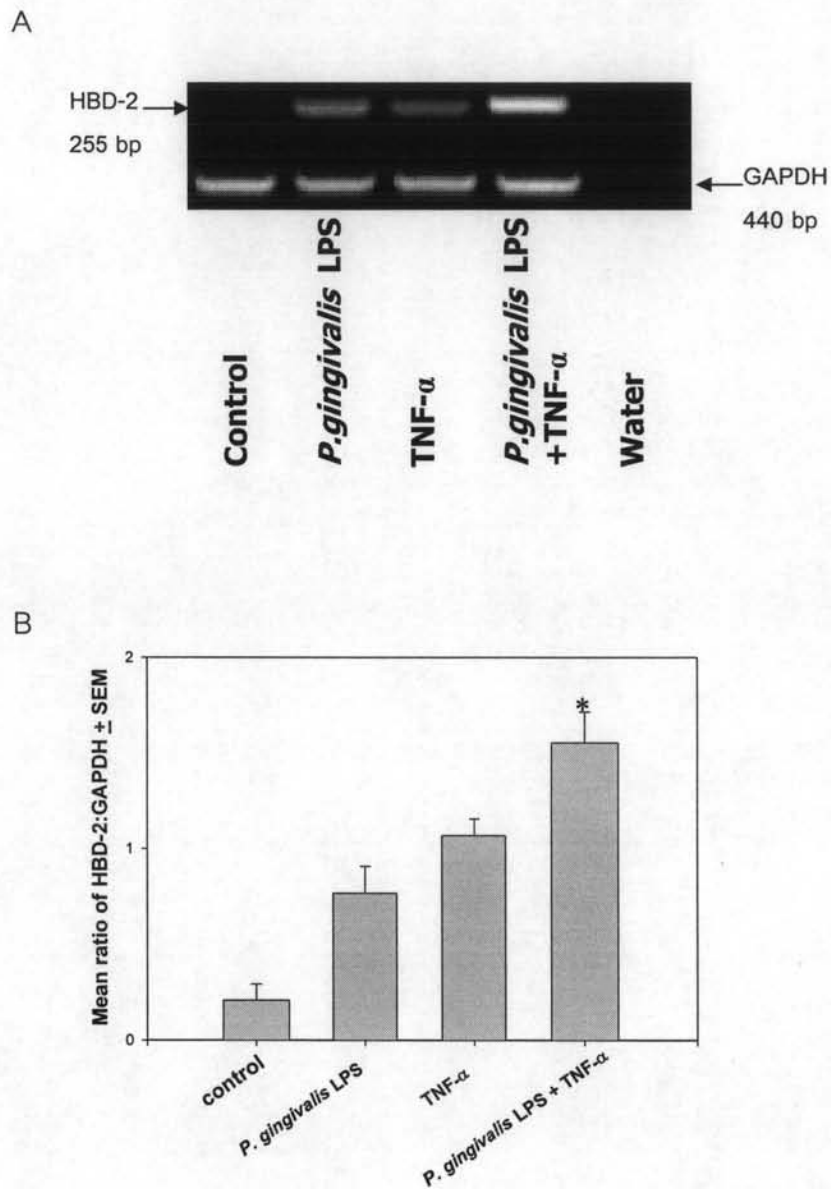 A
HBD-2
255 bp
GAPDH
440 bp
Control
P.gingivalis LPS
TNF-α
P.gingivalis LPS
+TNF-α
Water
B
Mean ratio of HBD-2:GAPDH ± SEM
2
1
0
*
control
P. gingivalis LPS
TNF-α
P. gingivalis LPS + TNF-α